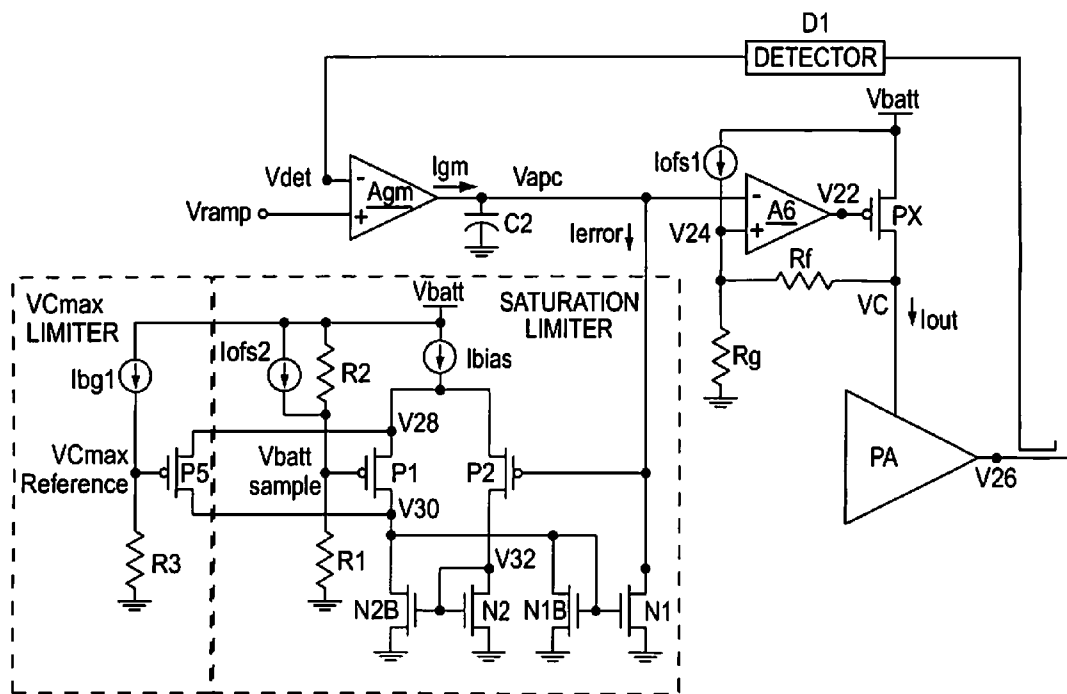 D1
DETECTOR
Vbatt
Iofs1
Igm
Vdet
-
Agm
Vapc
-
V22
Vramp
+
A6
PX
C2
Ierror
V24
+
Rf
VC
Iout
VCmax
LIMITER
Vbatt
SATURATION
LIMITER
Iofs2
Rg
Ibg1
R2
Ibias
V28
VCmax
Reference
P5
Vbatt
sample
P1
P2
PA
V26
V30
R3
R1
V32
N2B
N2
N1B
N1